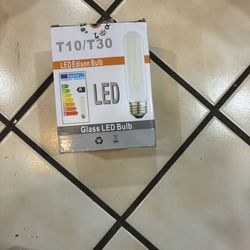 T10/T30
LED Edison Bulb
LED
Glass LED Bulb